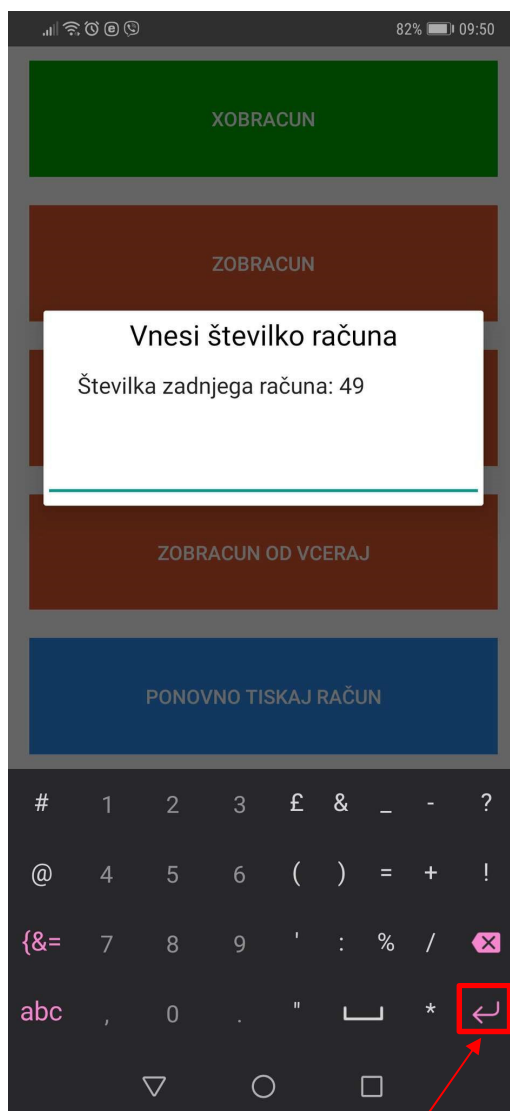 82% 09:50
XOBRACUN
ZOBRACUN
Vnesi številko računa
Številka zadnjega računa: 49
ZOBRACUN OD VCERAJ
PONOVNO TISKAJ RAČUN
# 1 2 3 £ & _ - ?
@ 4 5 6 ( ) = + !
{&= 7 8 9 ' : % /
abc , 0 . " *